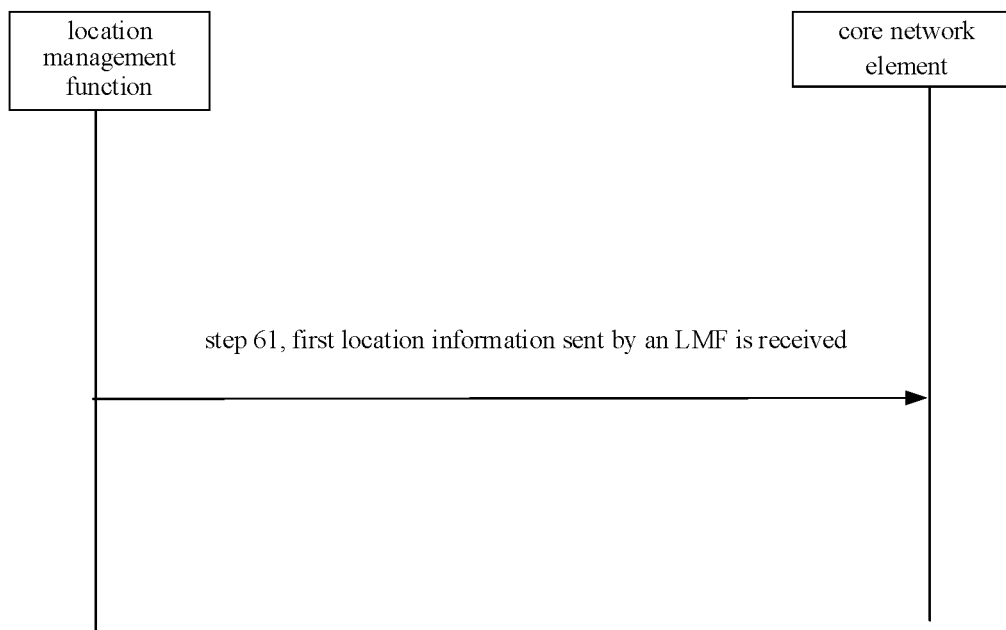 location
management
function
core network
element
step 61, first location information sent by an LMF is received